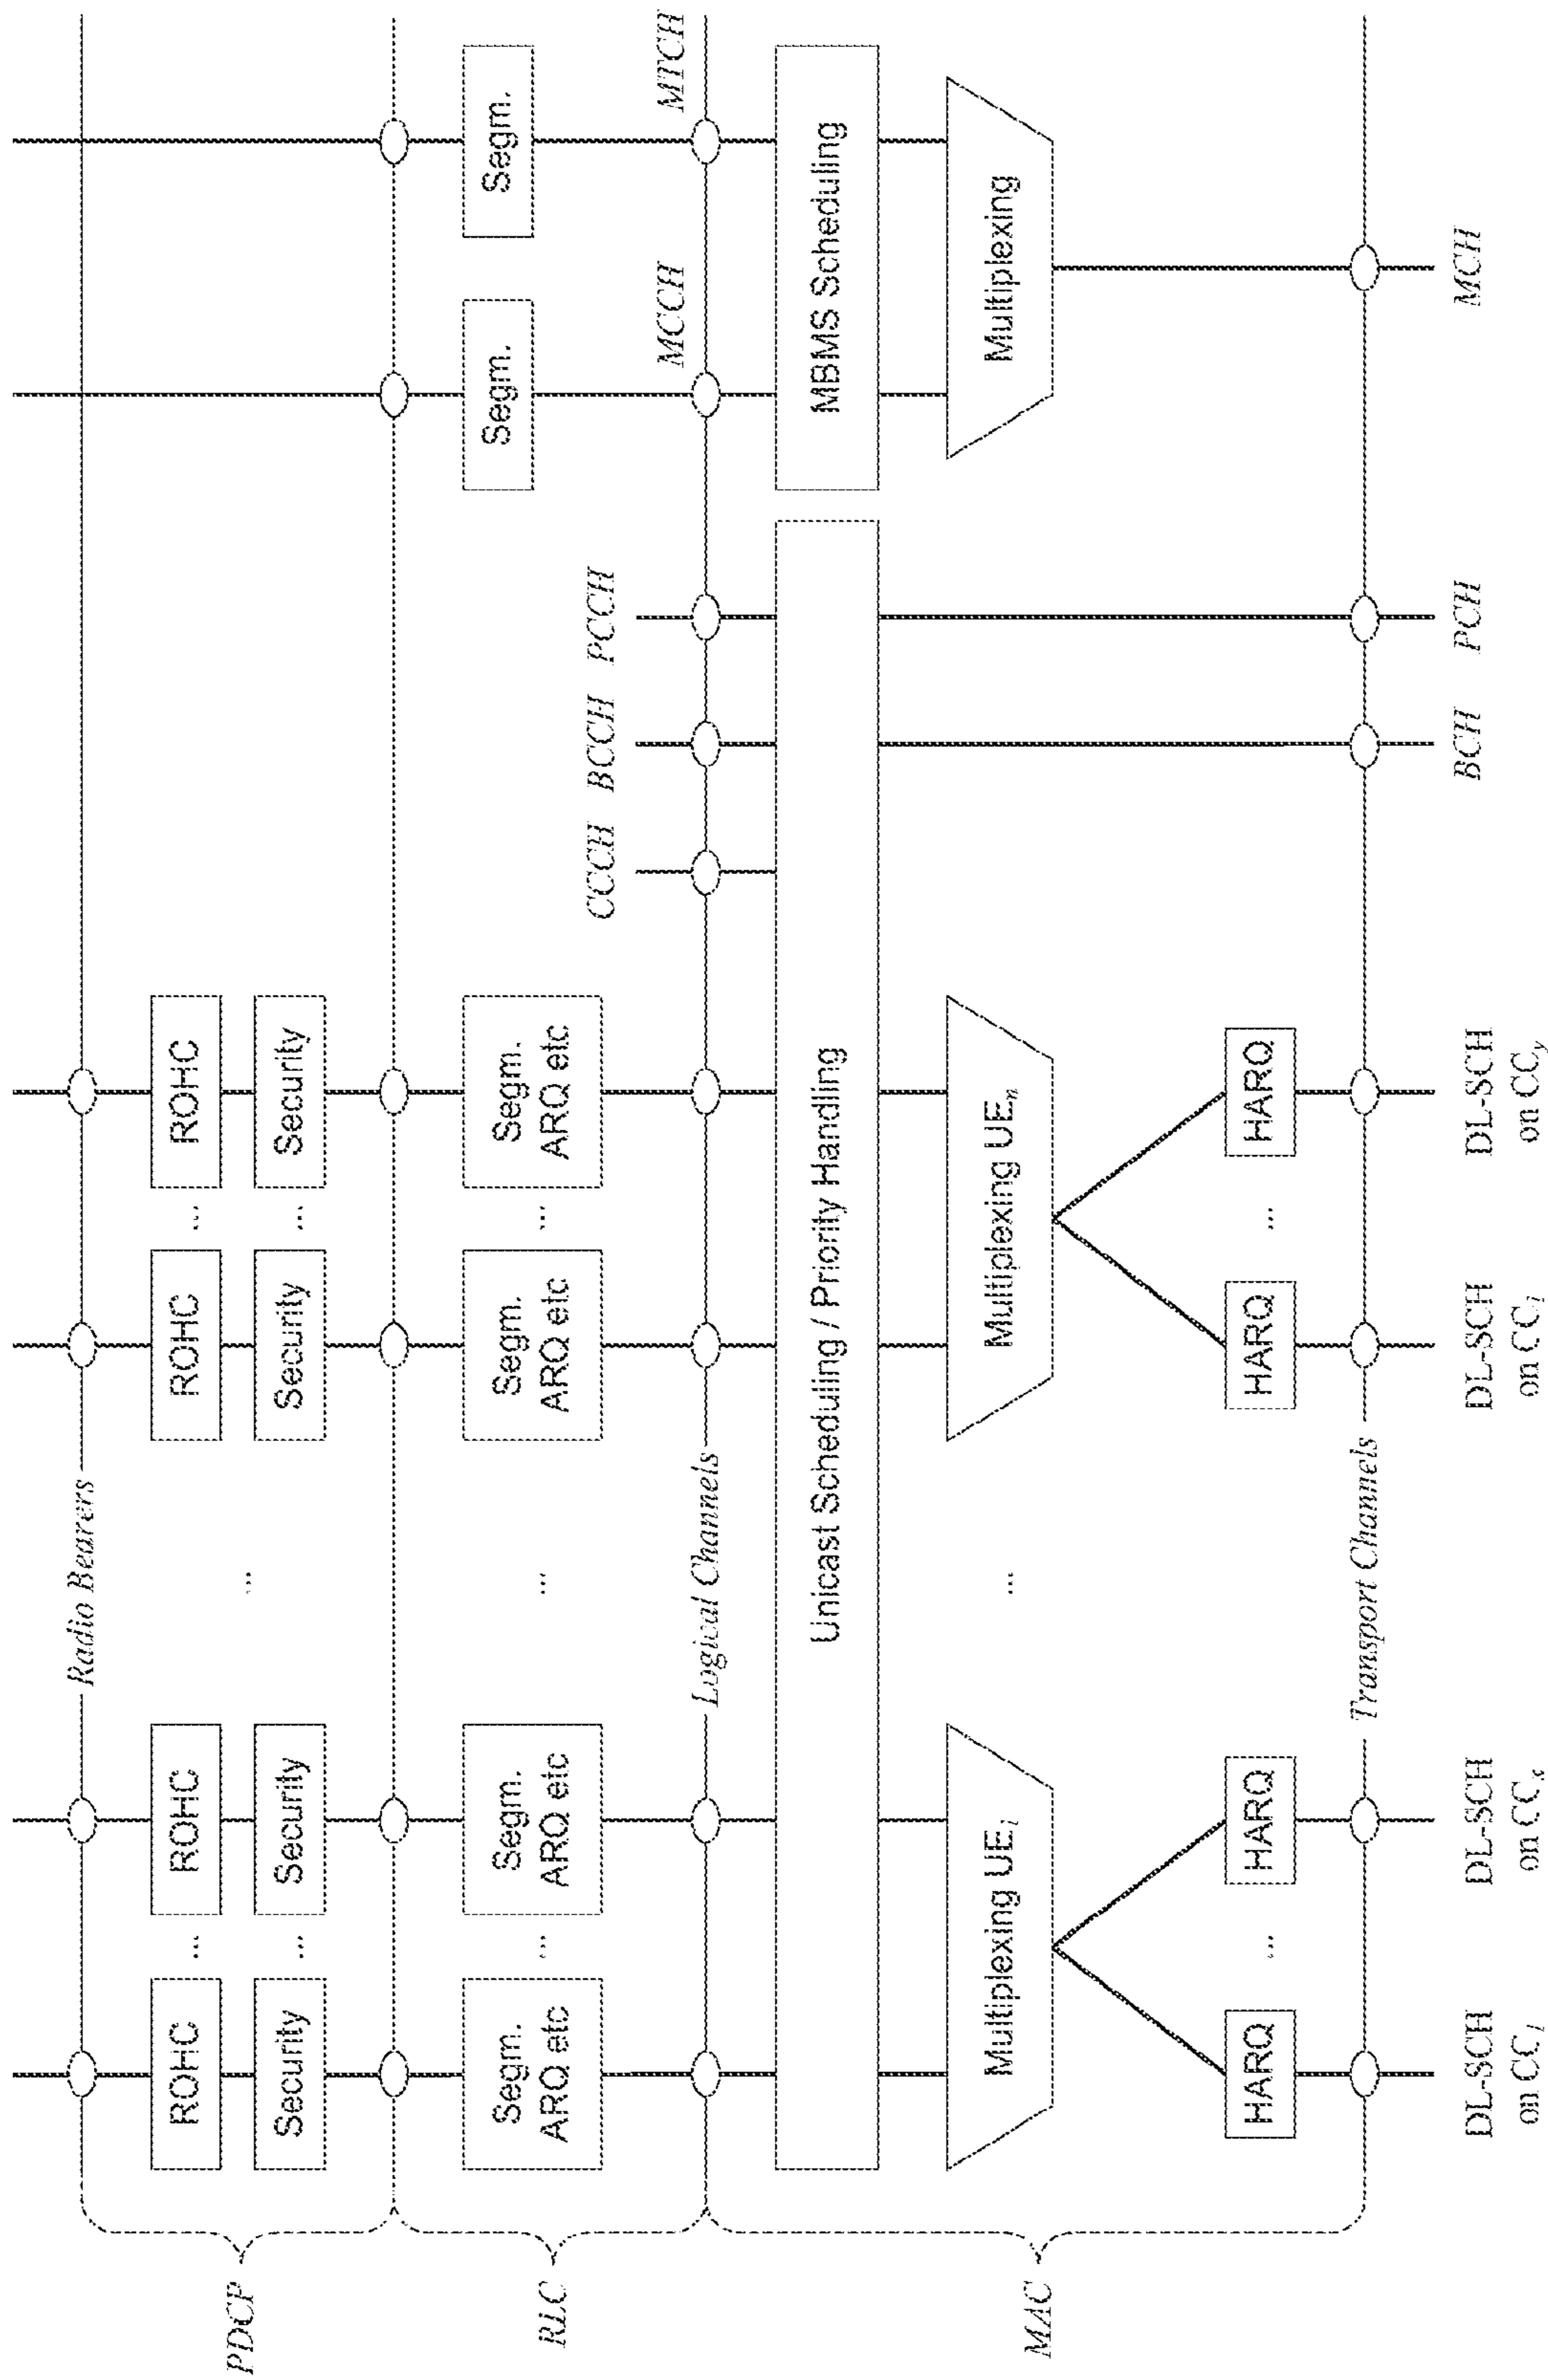 Radio Bearers
PDCP
ROHC
...
ROHC
ROHC
...
ROHC
...
Security
...
Security
Security
...
Security
RLC
Segm.
ARQ etc
...
Segm.
ARQ etc
...
Segm.
ARQ etc
...
Segm.
ARQ etc
Segm.
Segm.
CCCH
BCCH
PCCH
MCCH
MTCH
Logical Channels
MAC
Unicast Scheduling / Priority Handling
MBMS Scheduling
Multiplexing UE1
...
Multiplexing UEn
Multiplexing
HARQ
...
HARQ
HARQ
...
HARQ
Transport Channels
DL-SCH
on CC1
DL-SCH
on CCx
DL-SCH
on CC1
DL-SCH
on CCy
BCH
PCH
MCH